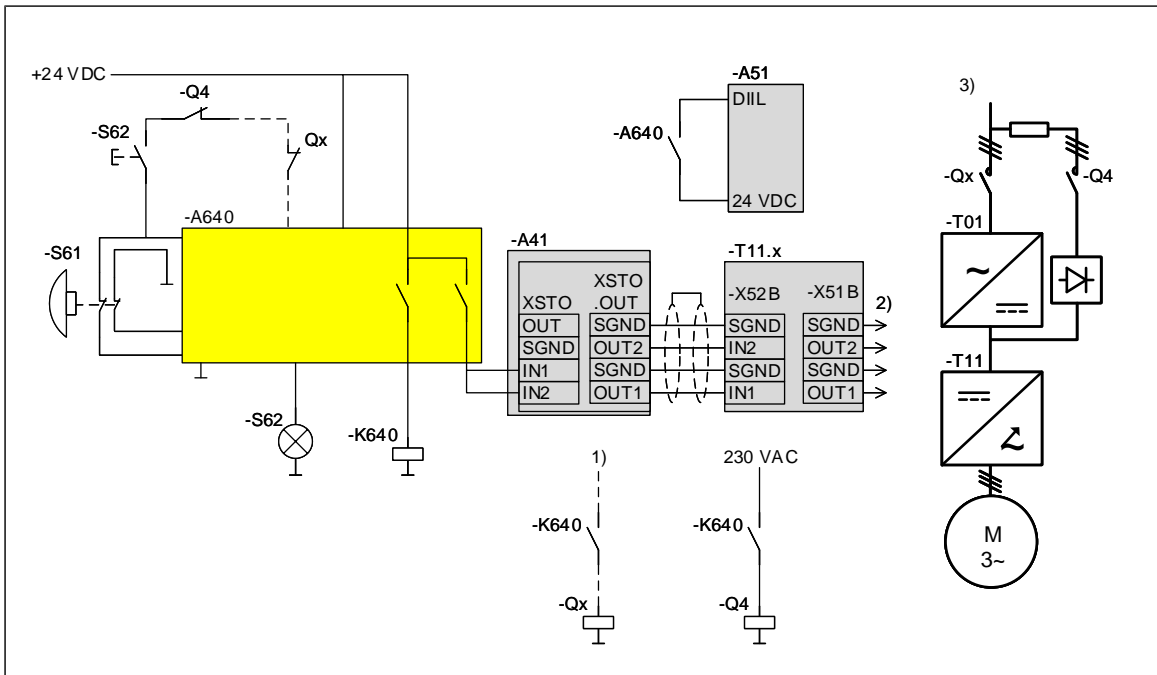 +24 VDC
-Q4
-S62
Qx
-A640
-S61
-S62
-K640
-A51
DIIL
-A640
24 VDC
-A41
XSTO
OUT
SGND
IN1
IN2
XSTO
.OUT
SGND
OUT2
SGND
OUT1
-T11.x
-X52B
SGND
IN2
SGND
IN1
-X51B
SGND
OUT2
SGND
OUT1
2)
1)
-K640
-Qx
230 VAC
-K640
-Q4
3)
-Qx
-Q4
-T01
-T11
M
3~